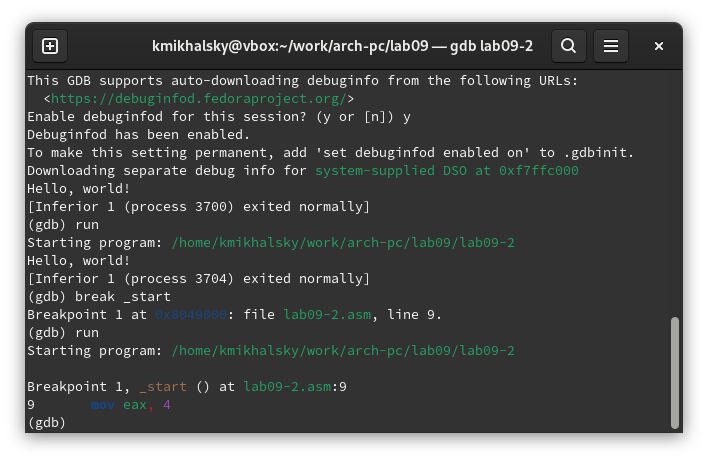 kmikhalsky@vbox:~/work/arch-pc/lab09 — gdb lab09-2
This GDB supports auto-downloading debuginfo from the following URLs:
  <https://debuginfod.fedoraproject.org/>
Enable debuginfod for this session? (y or [n]) y
Debuginfod has been enabled.
To make this setting permanent, add 'set debuginfod enabled on' to .gdbinit.
Downloading separate debug info for system-supplied DSO at 0xf7ffc000
Hello, world!
[Inferior 1 (process 3700) exited normally]
(gdb) run
Starting program: /home/kmikhalsky/work/arch-pc/lab09/lab09-2
Hello, world!
[Inferior 1 (process 3704) exited normally]
(gdb) break _start
Breakpoint 1 at 0x8049000: file lab09-2.asm, line 9.
(gdb) run
Starting program: /home/kmikhalsky/work/arch-pc/lab09/lab09-2
Breakpoint 1, _start () at lab09-2.asm:9
9       mov eax, 4
(gdb)